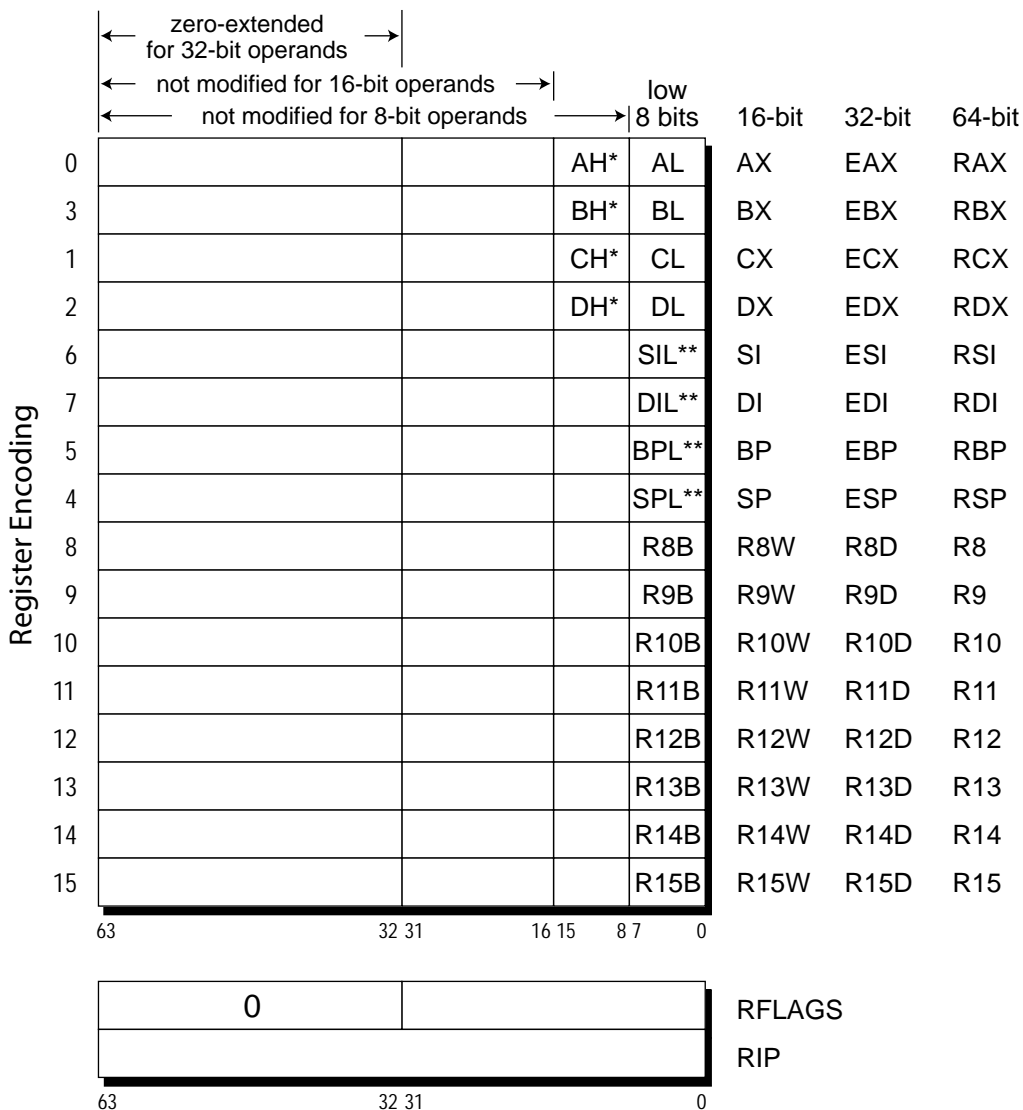 zero-extended
for 32-bit operands
not modified for 16-bit operands
not modified for 8-bit operands
low
8 bits 16-bit 32-bit 64-bit
Register Encoding
0 AH* AL AX EAX RAX
3 BH* BL BX EBX RBX
1 CH* CL CX ECX RCX
2 DH* DL DX EDX RDX
6 SIL** SI ESI RSI
7 DIL** DI EDI RDI
5 BPL** BP EBP RBP
4 SPL** SP ESP RSP
8 R8B R8W R8D R8
9 R9B R9W R9D R9
10 R10B R10W R10D R10
11 R11B R11W R11D R11
12 R12B R12W R12D R12
13 R13B R13W R13D R13
14 R14B R14W R14D R14
15 R15B R15W R15D R15
63 32 31 16 15 8 7 0
0 RFLAGS
RIP
63 32 31 0